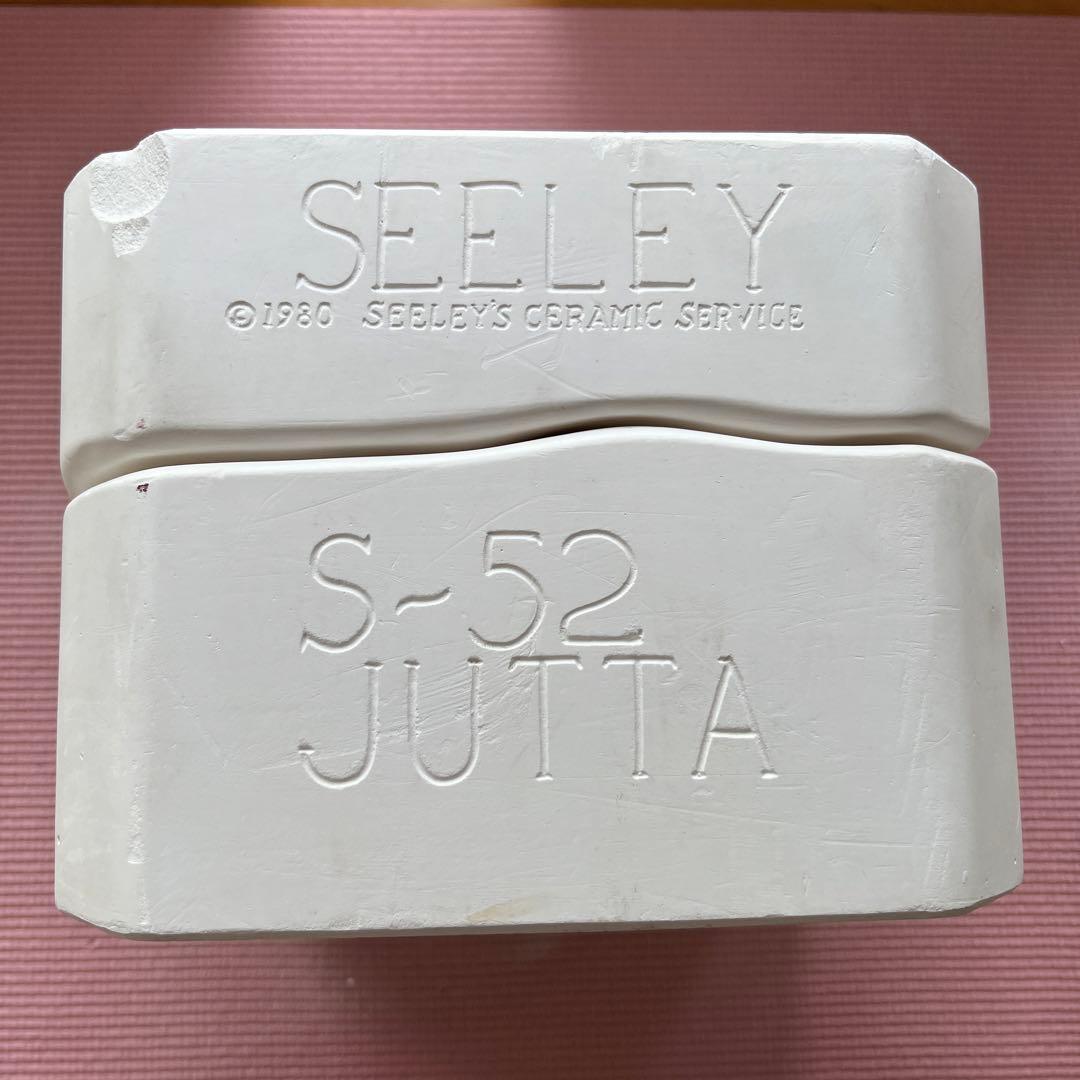 SEELEY
©1980 SEELEY'S CERAMIC SERVICE
S-52
JUTTA